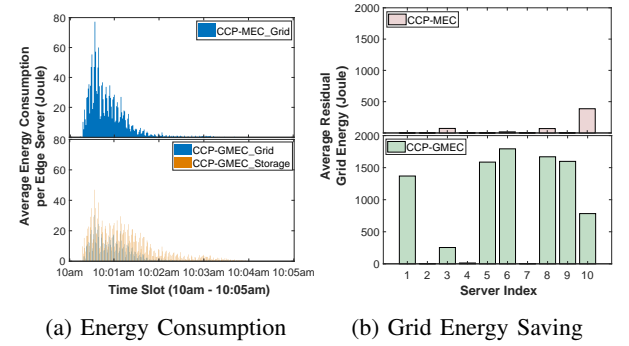 Average Energy Consumption
per Edge Server (Joule)
80
60
40
20
0
CCP-MEC_Grid
80
60
40
20
0
CCP-GMEC_Grid
CCP-GMEC_Storage
10am 10:01am 10:02am 10:03am 10:04am 10:05am
Time Slot (10am - 10:05am)
(a) Energy Consumption
Average Residual
Grid Energy (Joule)
2000
1500
1000
500
CCP-MEC
2000
1500
1000
500
0
CCP-GMEC
1 2 3 4 5 6 7 8 9 10
Server Index
(b) Grid Energy Saving